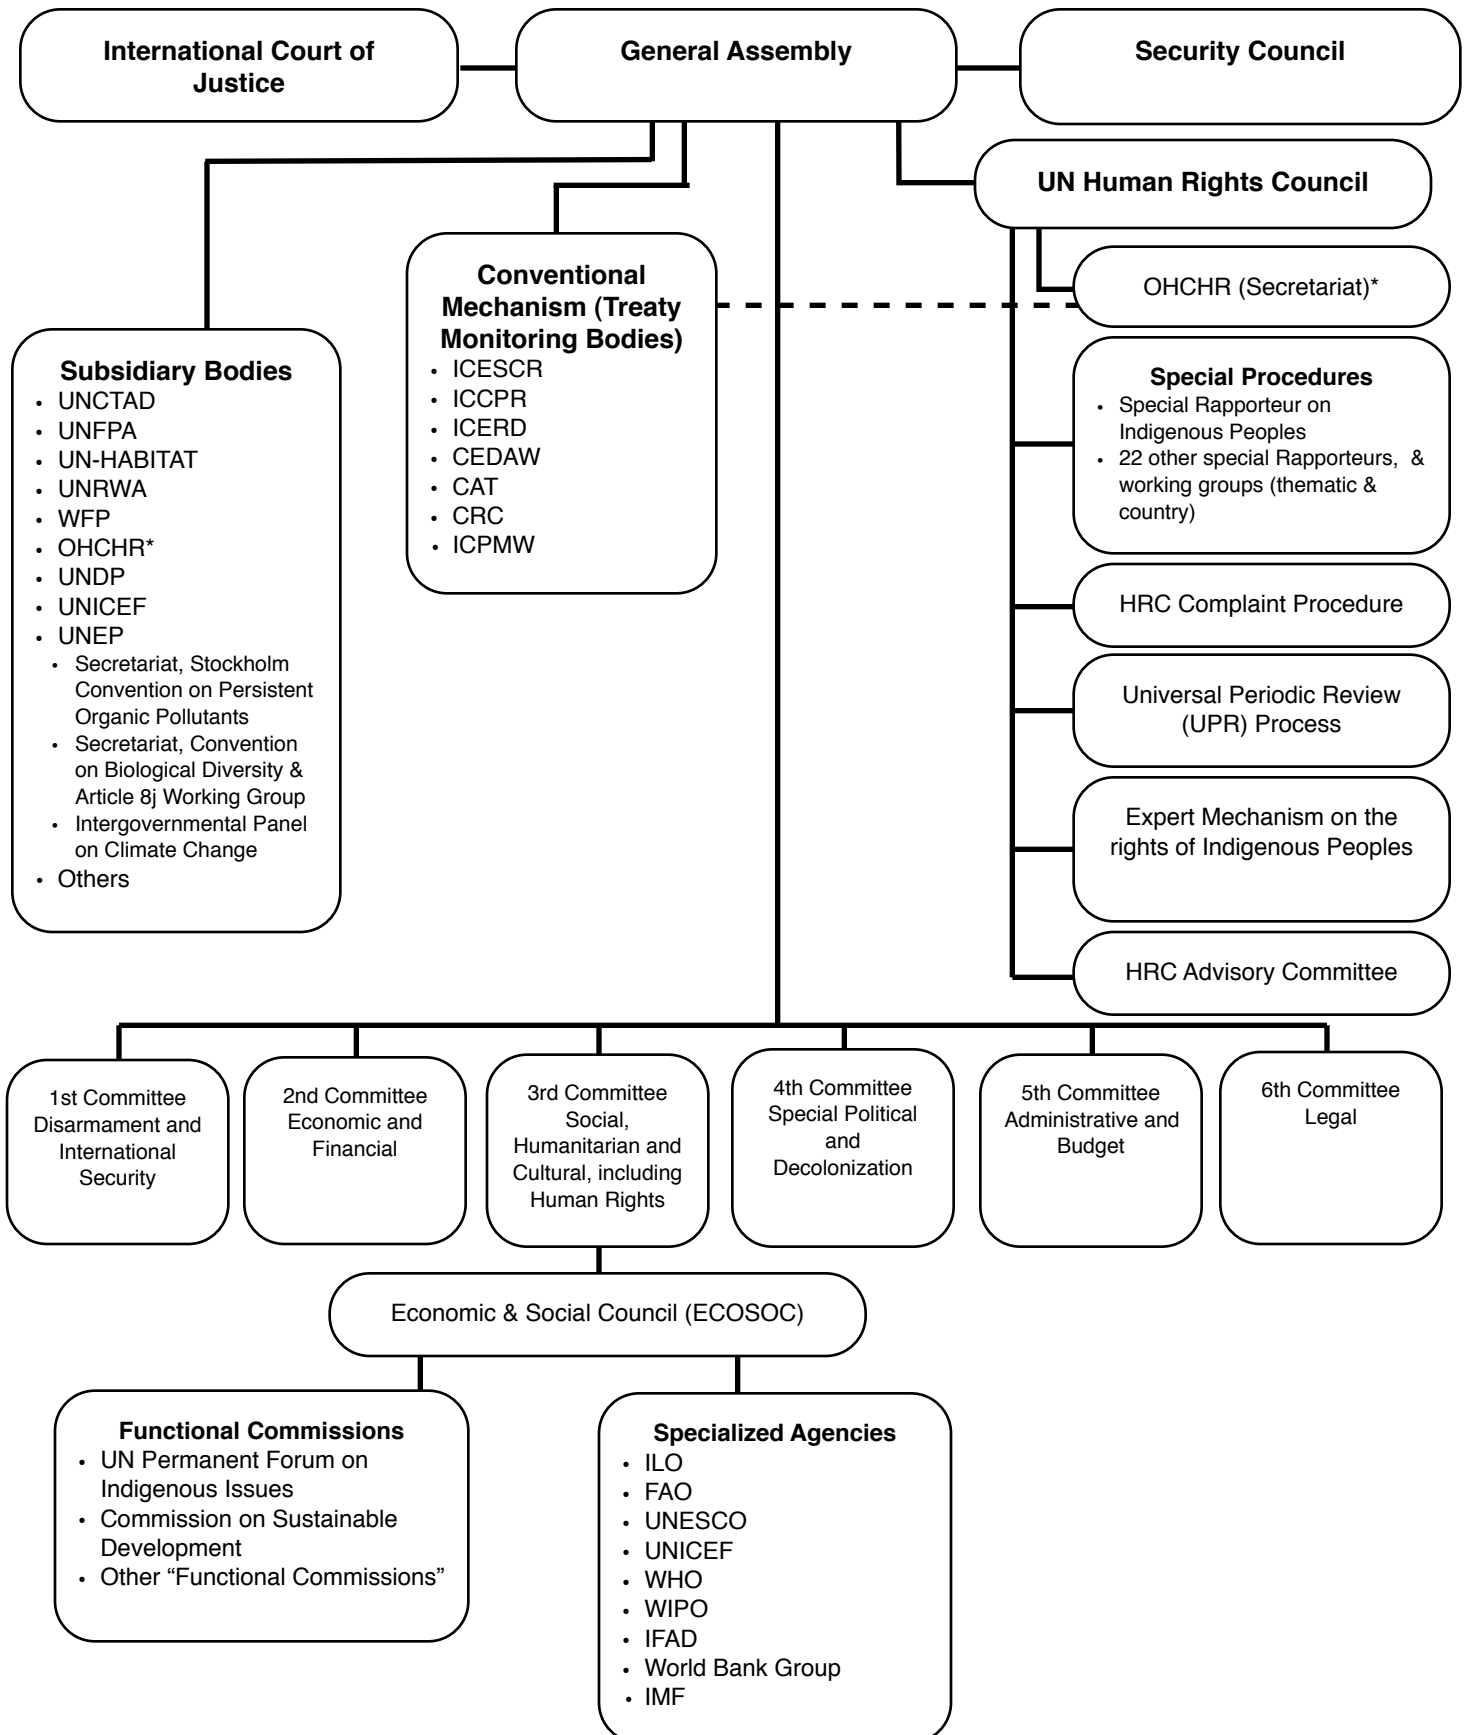 International Court of
Justice
General Assembly
Security Council
UN Human Rights Council
Conventional
Mechanism (Treaty
Monitoring Bodies)
• ICESCR
• ICCPR
• ICERD
• CEDAW
• CAT
• CRC
• ICPMW
OHCHR (Secretariat)*
Subsidiary Bodies
• UNCTAD
• UNFPA
• UN-HABITAT
• UNRWA
• WFP
• OHCHR*
• UNDP
• UNICEF
• UNEP
• Secretariat, Stockholm
Convention on Persistent
Organic Pollutants
• Secretariat, Convention
on Biological Diversity &
Article 8j Working Group
• Intergovernmental Panel
on Climate Change
• Others
Special Procedures
• Special Rapporteur on
Indigenous Peoples
• 22 other special Rapporteurs, &
working groups (thematic &
country)
HRC Complaint Procedure
Universal Periodic Review
(UPR) Process
Expert Mechanism on the
rights of Indigenous Peoples
HRC Advisory Committee
1st Committee
Disarmament and
International
Security
2nd Committee
Economic and
Financial
3rd Committee
Social,
Humanitarian and
Cultural, including
Human Rights
4th Committee
Special Political
and
Decolonization
5th Committee
Administrative and
Budget
6th Committee
Legal
Economic & Social Council (ECOSOC)
Functional Commissions
• UN Permanent Forum on
Indigenous Issues
• Commission on Sustainable
Development
• Other “Functional Commissions”
Specialized Agencies
• ILO
• FAO
• UNESCO
• UNICEF
• WHO
• WIPO
• IFAD
• World Bank Group
• IMF